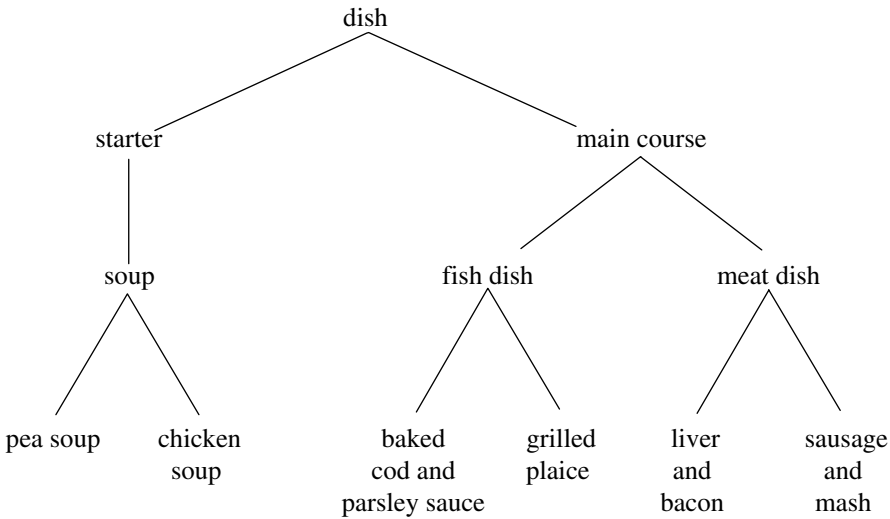 dish
starter
main course
soup
fish dish
meat dish
pea soup
chicken
soup
baked
cod and
parsley sauce
grilled
plaice
liver
and
bacon
sausage
and
mash